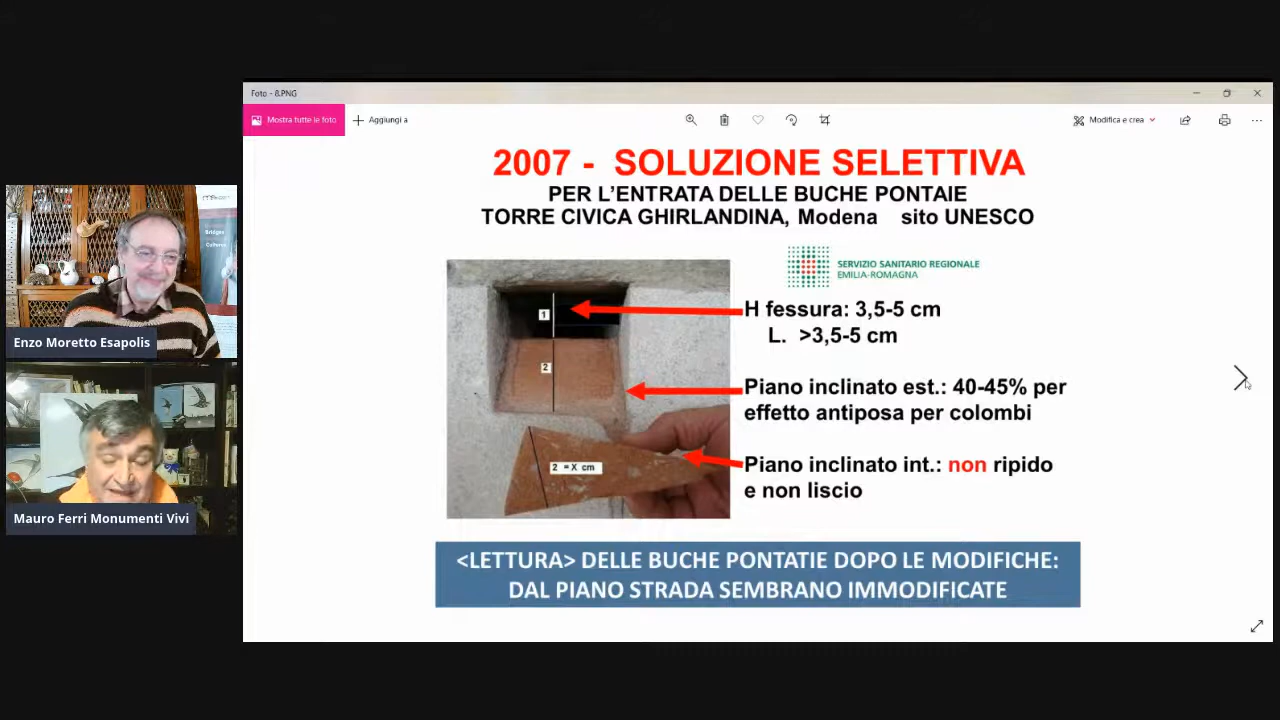 Foto - 8.PNG
Mostra tutte le foto
Aggiungi a
Modifica e crea
2007 - SOLUZIONE SELETTIVA
PER L'ENTRATA DELLE BUCHE PONTAIE
TORRE CIVICA GHIRLANDINA, Modena sito UNESCO
SERVIZIO SANITARIO REGIONALE
EMILIA-ROMAGNA
1
2
2 = X cm
H fessura: 3,5-5 cm
L. >3,5-5 cm
Piano inclinato est.: 40-45% per
effetto antiposa per colombi
Piano inclinato int.: non ripido
e non liscio
<LETTURA> DELLE BUCHE PONTATIE DOPO LE MODIFICHE:
DAL PIANO STRADA SEMBRANO IMMODIFICATE
Bridges
Cultures
Enzo Moretto Esapolis
Mauro Ferri Monumenti Vivi